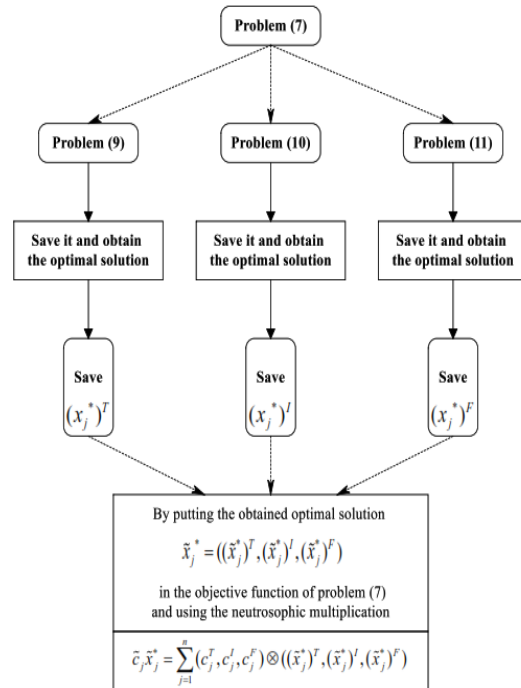 Problem (7)
Problem (9)
Problem (10)
Problem (11)
Save it and obtain
the optimal solution
Save it and obtain
the optimal solution
Save it and obtain
the optimal solution
Save
(x_j^*)^T
Save
(x_j^*)^I
Save
(x_j^*)^F
By putting the obtained optimal solution
x̃_j^* = ((x̃_j^*)^T, (x̃_j^*)^I, (x̃_j^*)^F)
in the objective function of problem (7)
and using the neutrosophic multiplication
c̃_j x̃_j^* = ∑_{j=1}^{n} (c_j^T, c_j^I, c_j^F) ⊗ ((x̃_j^*)^T, (x̃_j^*)^I, (x̃_j^*)^F)